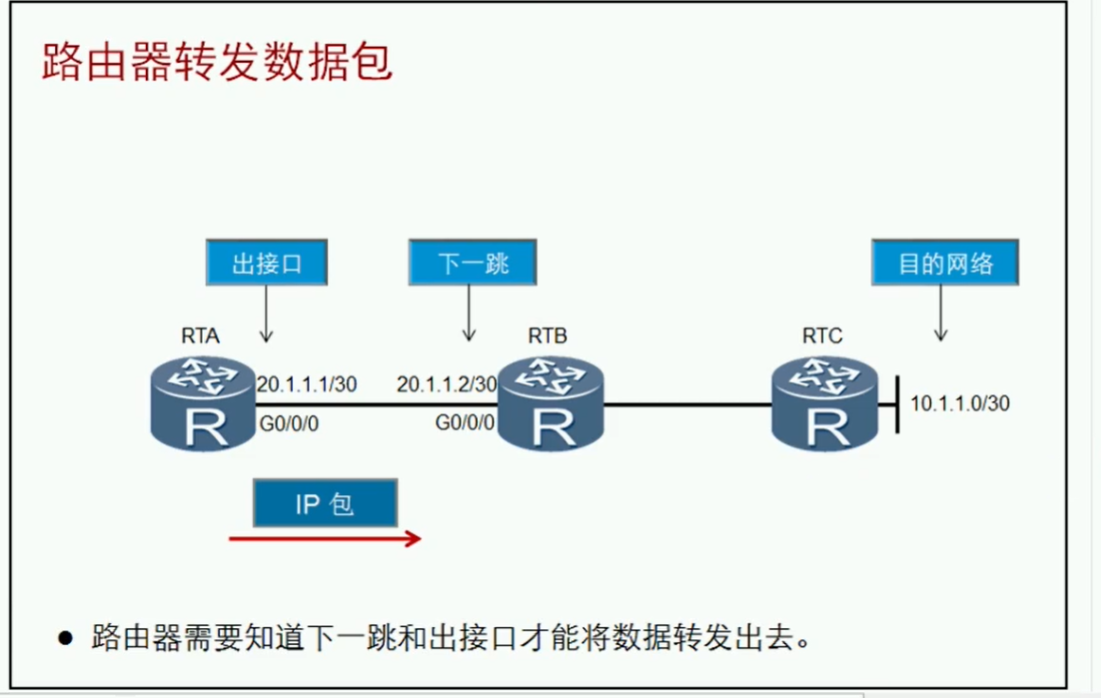 路由器转发数据包
出接口
下一跳
目的网络
RTA
RTB
RTC
20.1.1.1/30
20.1.1.2/30
10.1.1.0/30
G0/0/0
G0/0/0
R
R
R
IP 包
● 路由器需要知道下一跳和出接口才能将数据转发出去。